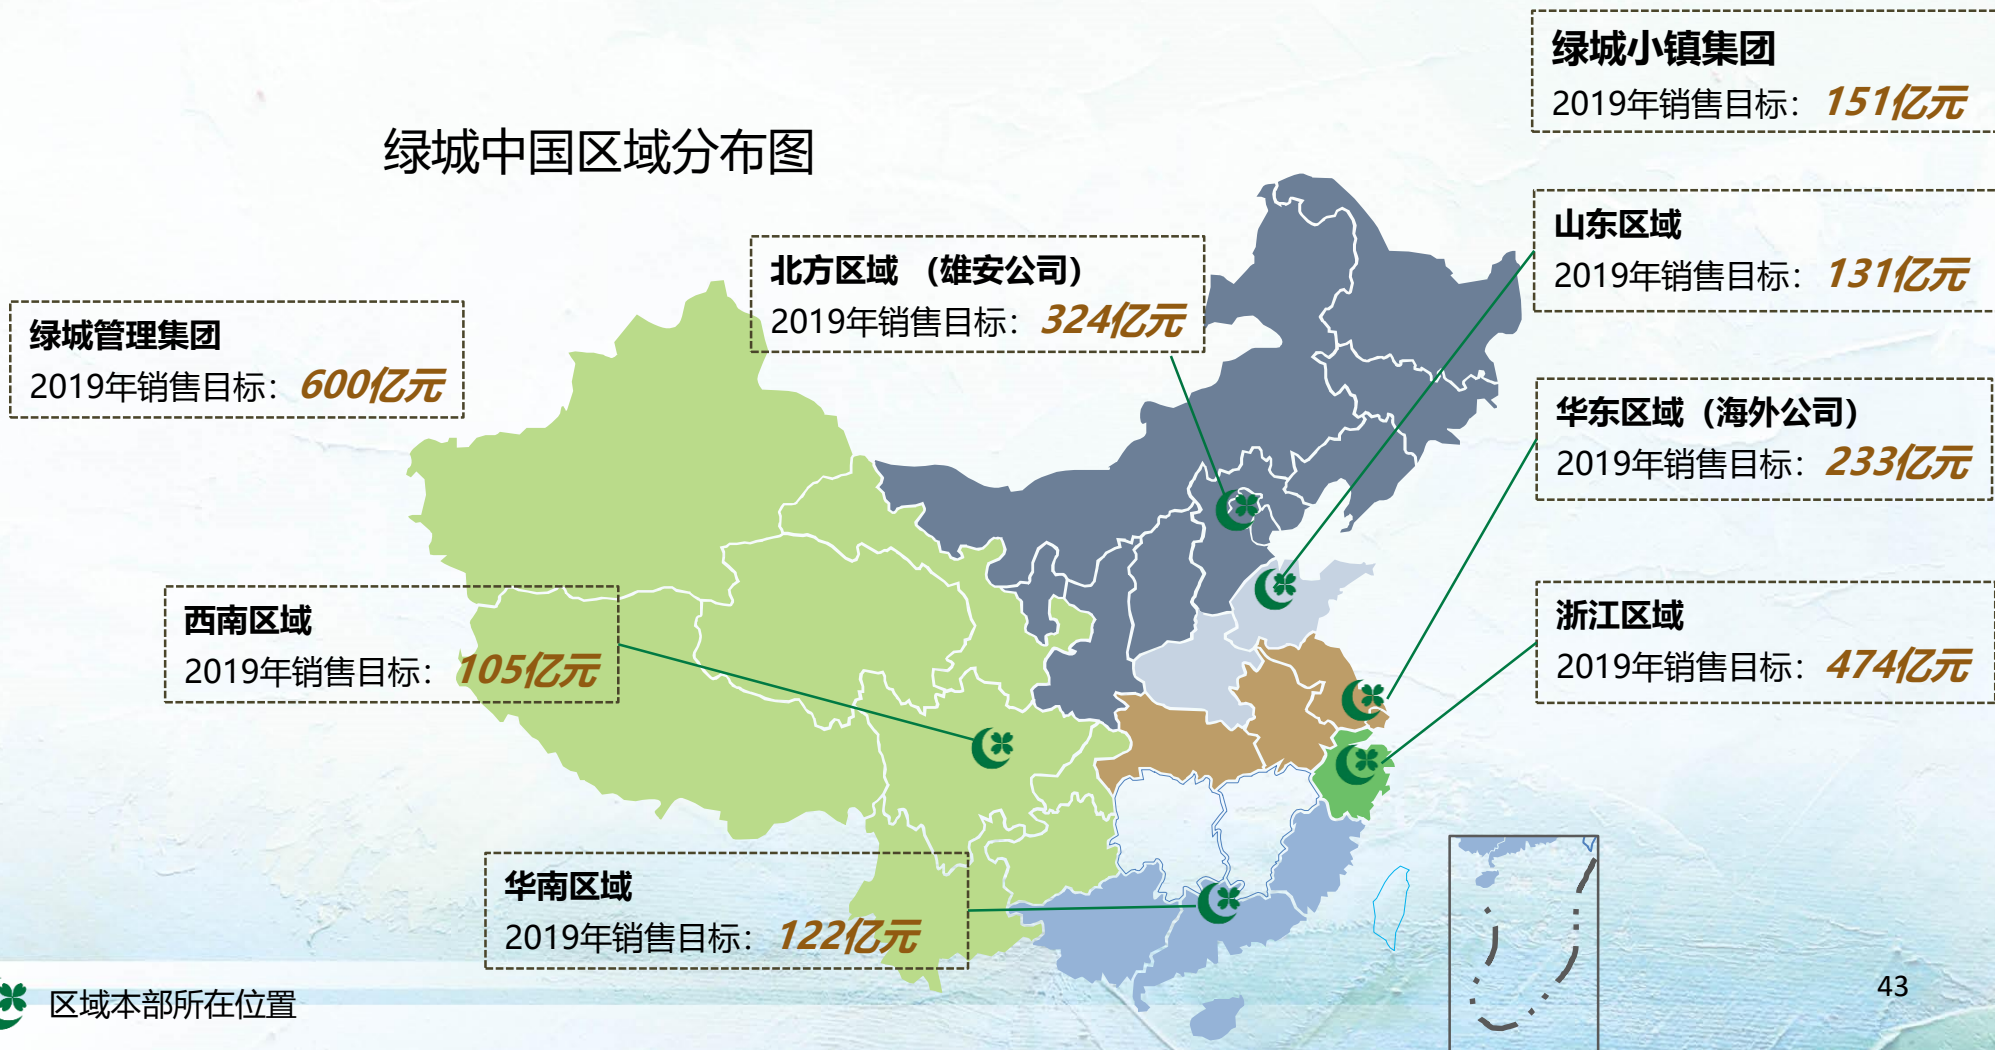 绿城小镇集团
2019年销售目标：151亿元
绿城中国区域分布图
山东区域
2019年销售目标：131亿元
北方区域 （雄安公司）
2019年销售目标：324亿元
绿城管理集团
2019年销售目标：600亿元
华东区域（海外公司）
2019年销售目标：233亿元
西南区域
2019年销售目标：105亿元
浙江区域
2019年销售目标：474亿元
华南区域
2019年销售目标：122亿元
区域本部所在位置
43